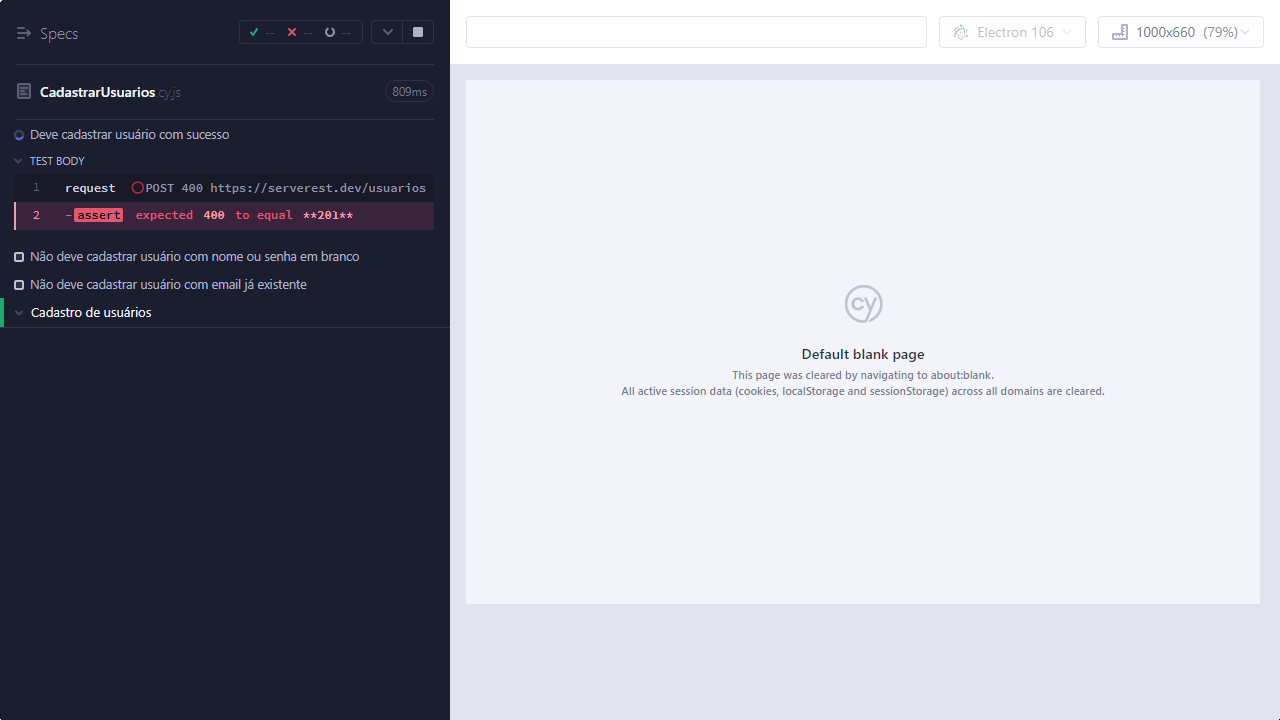 Specs
-- -- --
CadastrarUsuarios.cy.js 809ms
Deve cadastrar usuário com sucesso
TEST BODY
1 request POST 400 https://serverest.dev/usuarios
2 -assert expected 400 to equal **201**
Não deve cadastrar usuário com nome ou senha em branco
Não deve cadastrar usuário com email já existente
Cadastro de usuários
Electron 106
1000x660 (79%)
cy
Default blank page
This page was cleared by navigating to about:blank.
All active session data (cookies, localStorage and sessionStorage) across all domains are cleared.